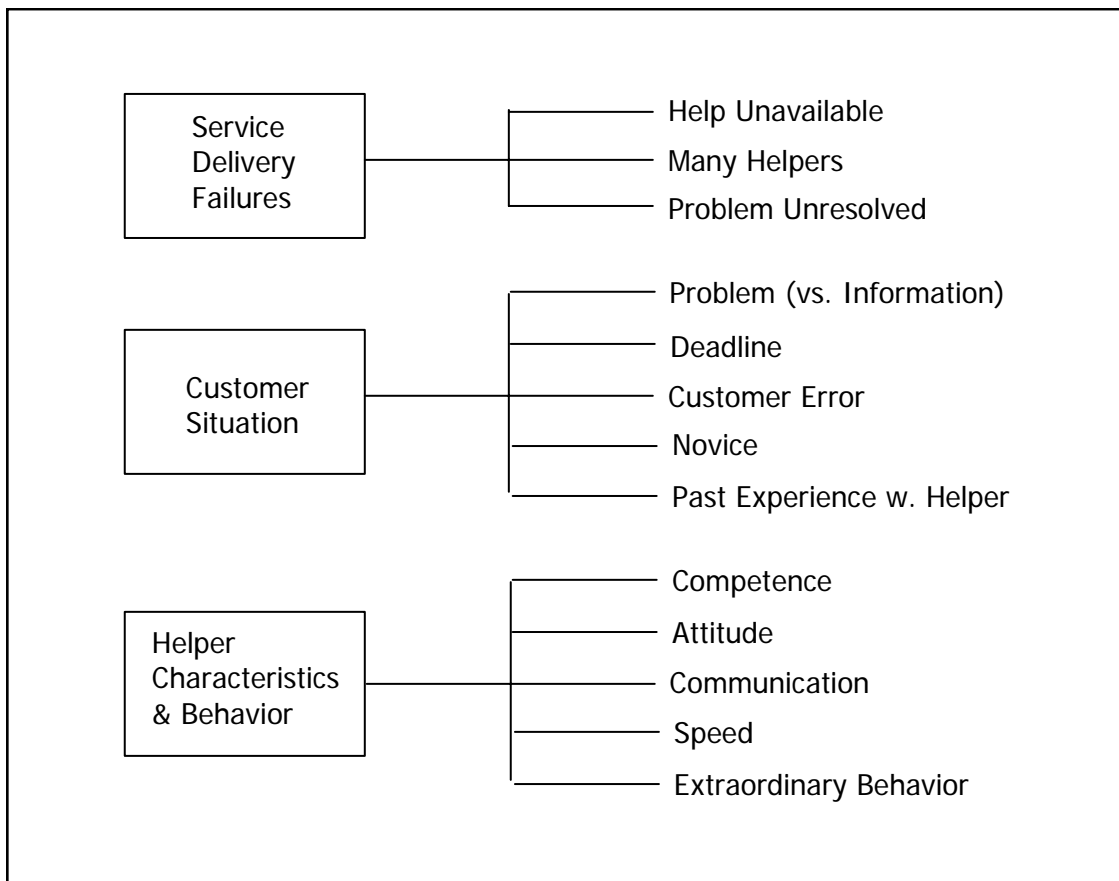 Service
Delivery
Failures
Help Unavailable
Many Helpers
Problem Unresolved
Customer
Situation
Problem (vs. Information)
Deadline
Customer Error
Novice
Past Experience w. Helper
Helper
Characteristics
& Behavior
Competence
Attitude
Communication
Speed
Extraordinary Behavior